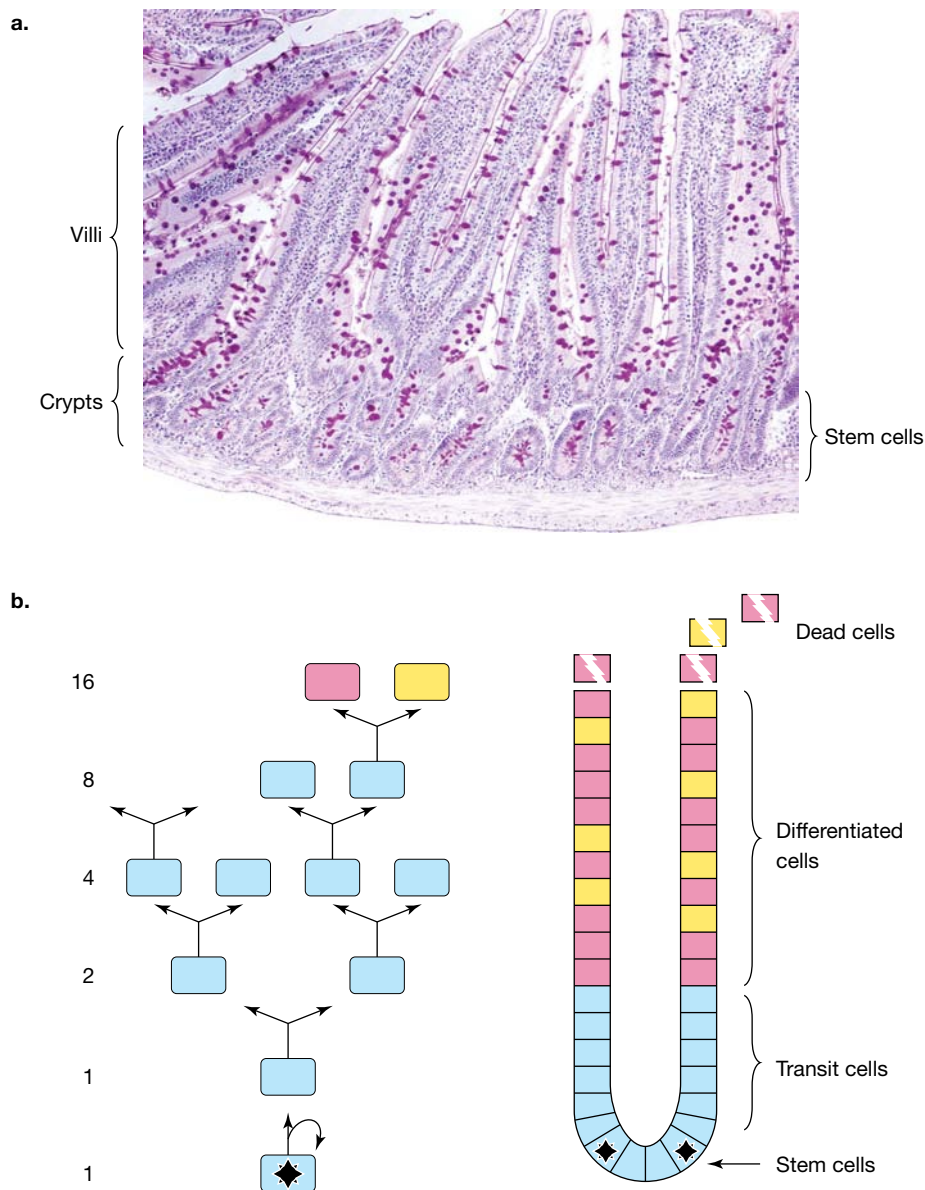 a.
Villi
Crypts
Stem cells
b.
Dead cells
16
8
Differentiated
cells
4
2
1
Transit cells
1
Stem cells